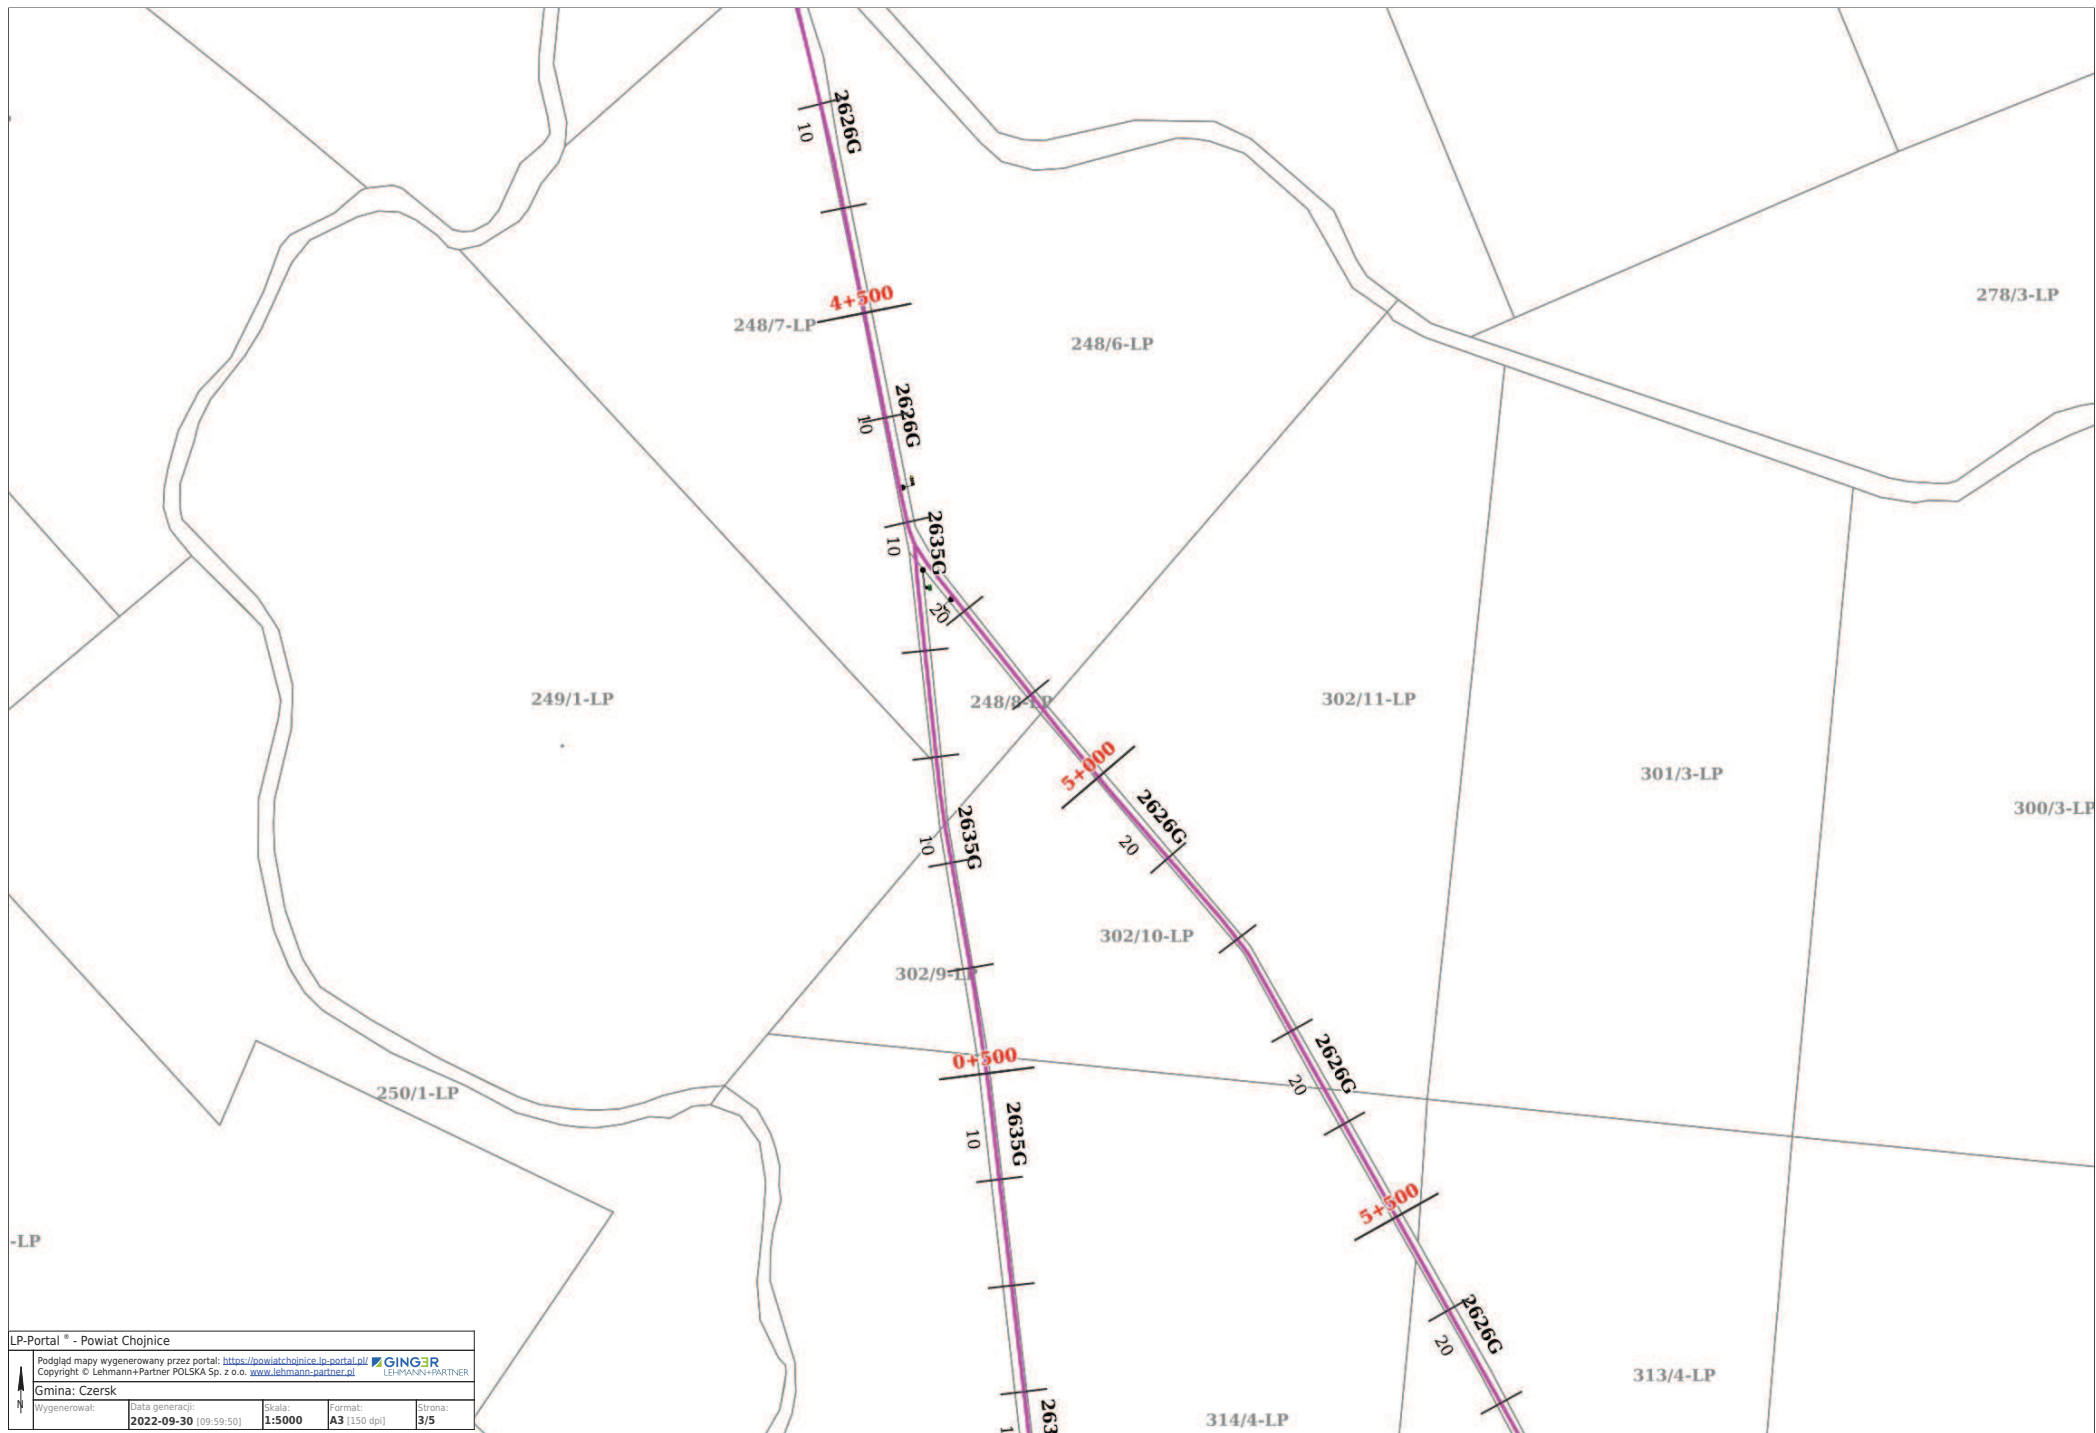 2626G
10
4+500
248/7-LP
248/6-LP
278/3-LP
2626G
10
2635G
10
20
249/1-LP
248/8-LP
302/11-LP
5+000
301/3-LP
300/3-LP
2626G
20
2635G
10
302/10-LP
302/9-LP
0+500
2626G
20
250/1-LP
2635G
10
5+500
-LP
2626G
20
313/4-LP
314/4-LP
263
1
LP-Portal ® - Powiat Chojnice
Podgląd mapy wygenerowany przez portal: https://powiatchojnice.lp-portal.pl/
Copyright © Lehmann+Partner POLSKA Sp. z o.o. www.lehmann-partner.pl
GINGER
LEHMANN+PARTNER
Gmina: Czersk
N
Wygenerował:
Data generacji:
2022-09-30 [09:59:50]
Skala:
1:5000
Format:
A3 [150 dpi]
Strona:
3/5